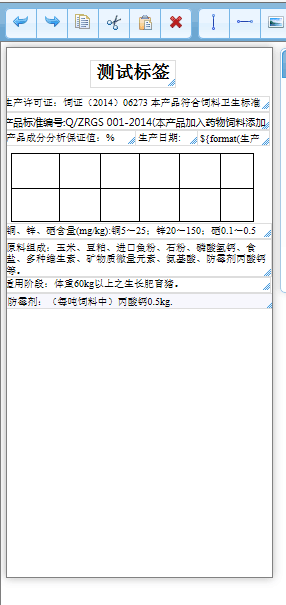 测试标签
生产许可证：饲证（2014）06273 本产品符合饲料卫生标准
产品标准编号:Q/ZRGS 001-2014(本产品加入药物饲料添加
产品成分分析保证值：% 生产日期： ${format(生产
铜、锌、硒含量(mg/kg):铜5～25；锌20～150；硒0.1～0.5
原料组成：玉米、豆粕、进口鱼粉、石粉、磷酸氢钙、食
盐、多种维生素、矿物质微量元素、氨基酸、防霉剂丙酸钙
等。
适用阶段：体重60kg以上之生长肥育猪。
防霉剂：（每吨饲料中）丙酸钙0.5kg.